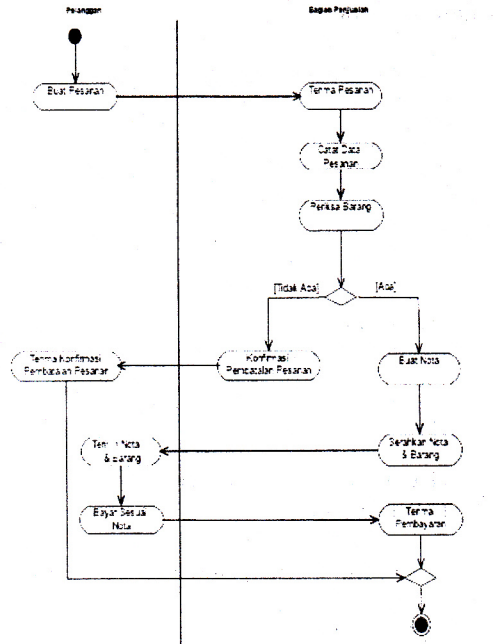 Pelanggan
Bagian Penjualan
Buat Pesanan
Terima Pesanan
Catat Data
Pesanan
Periksa Barang
[Tidak Ada]
[Ada]
Terima Konfirmasi
Pembatalan Pesanan
Konfirmasi
Pembatalan Pesanan
Buat Nota
Terima Nota
& Barang
Serahkan Nota
& Barang
Bayar Sesuai
Nota
Terima
Pembayaran